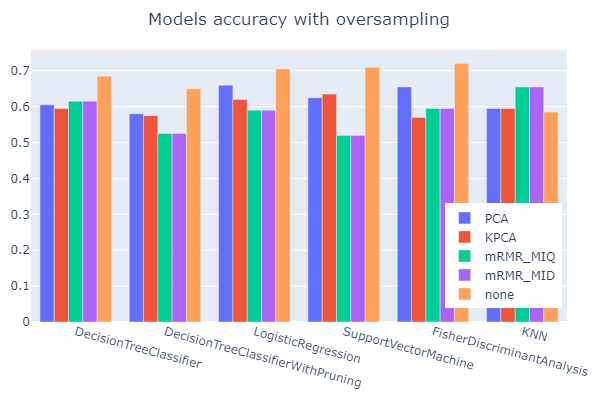 Models accuracy with oversampling
0.7
0.6
0.5
0.4
0.3
0.2
0.1
0
DecisionTreeClassifier
DecisionTreeClassifierWithPruning
LogisticRegression
SupportVectorMachine
FisherDiscriminantAnalysis
KNN
PCA
KPCA
mRMR_MIQ
mRMR_MID
none